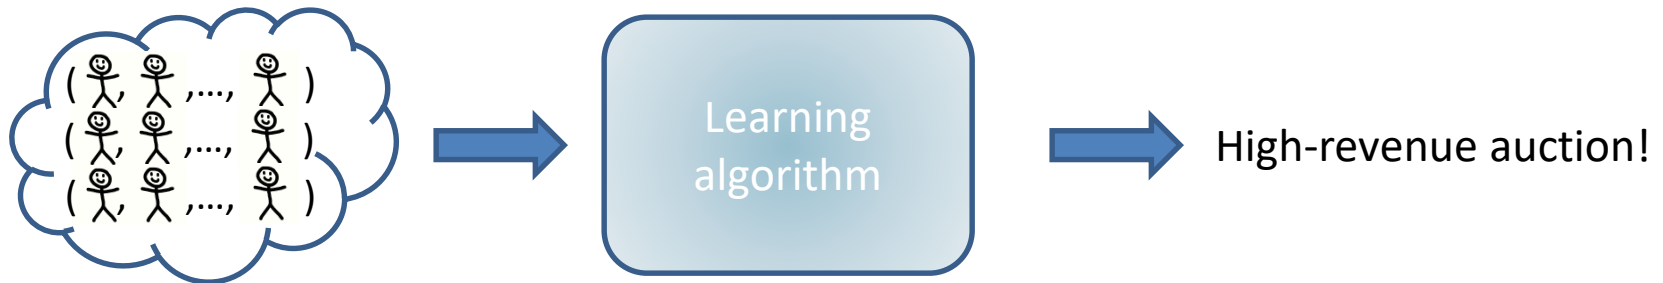 ( , ,..., )
( , ,..., )
( , ,..., )
Learning
algorithm
High-revenue auction!